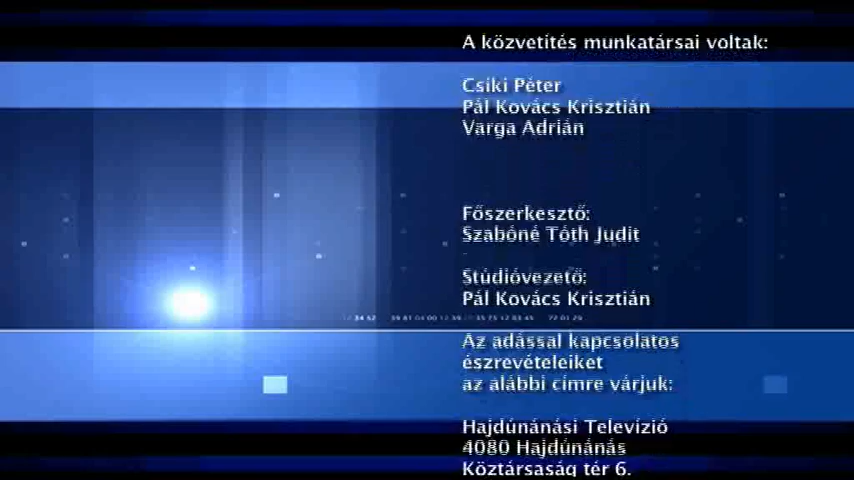 A közvetítés munkatársai voltak:
Csíki Péter
Pál Kovács Krisztián
Varga Adrián
Főszerkesztő:
Szabóné Tóth Judit
Stúdióvezető:
Pál Kovács Krisztián
Az adással kapcsolatos
észrevételeiket
az alábbi címre várjuk:
Hajdúnánási Televízió
4080 Hajdúnánás
Köztársaság tér 6.